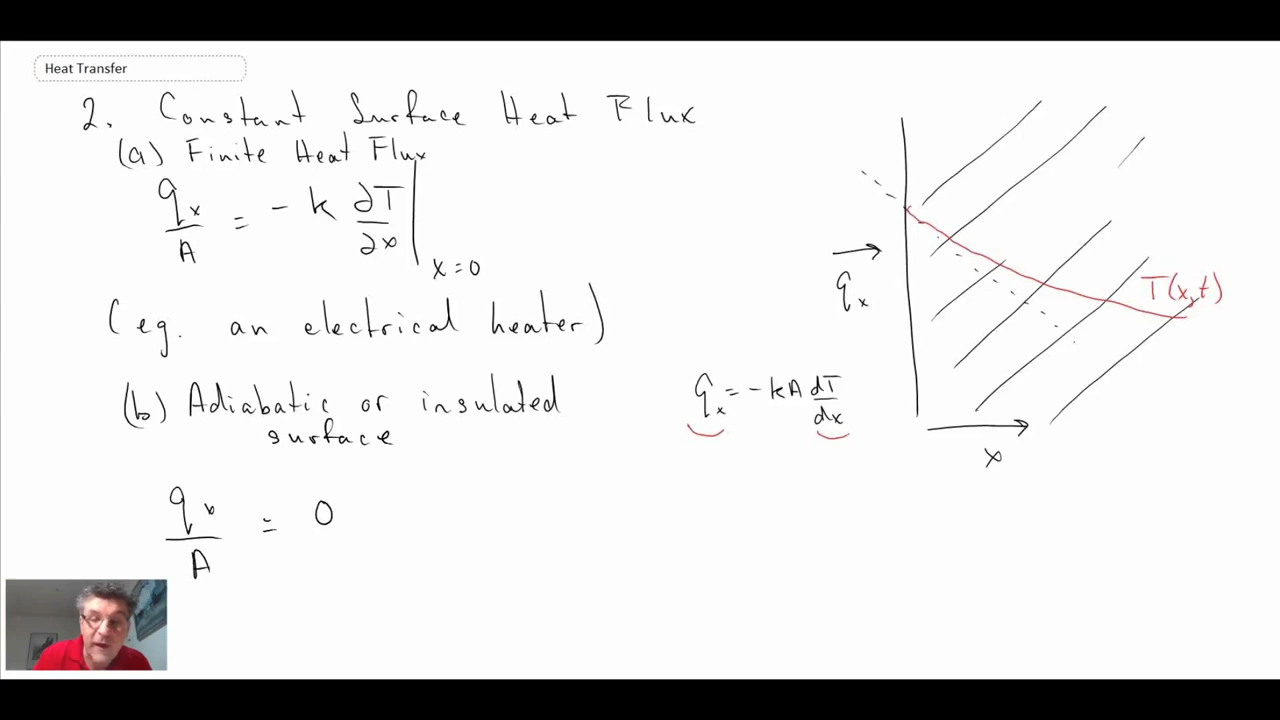 Heat Transfer
2. Constant Surface Heat Flux
(a) Finite Heat Flux
qₓ/A = - k ∂T/∂x |ₓ₌₀
(eg. an electrical heater)
(b) Adiabatic or insulated
surface
qₓ/A = 0
qₓ = -kA dT/dx
qₓ
T(x,t)
x